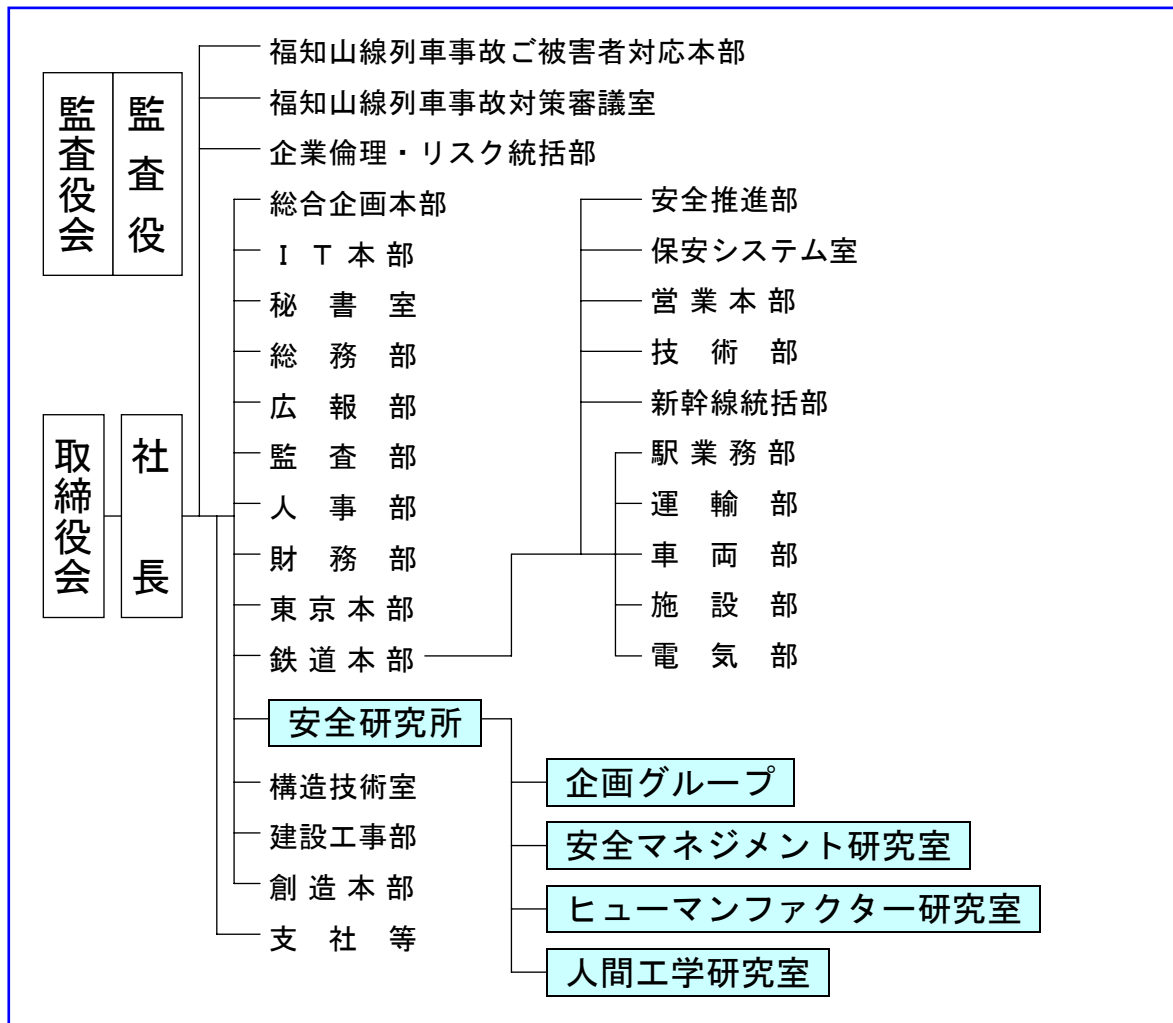 監査役会
監査役
取締役会
社長
福知山線列車事故ご被害者対応本部
福知山線列車事故対策審議室
企業倫理・リスク統括部
総合企画本部
ＩＴ本部
秘書室
総務部
広報部
監査部
人事部
財務部
東京本部
鉄道本部
安全推進部
保安システム室
営業本部
技術部
新幹線統括部
駅業務部
運輸部
車両部
施設部
電気部
安全研究所
企画グループ
安全マネジメント研究室
ヒューマンファクター研究室
人間工学研究室
構造技術室
建設工事部
創造本部
支社等